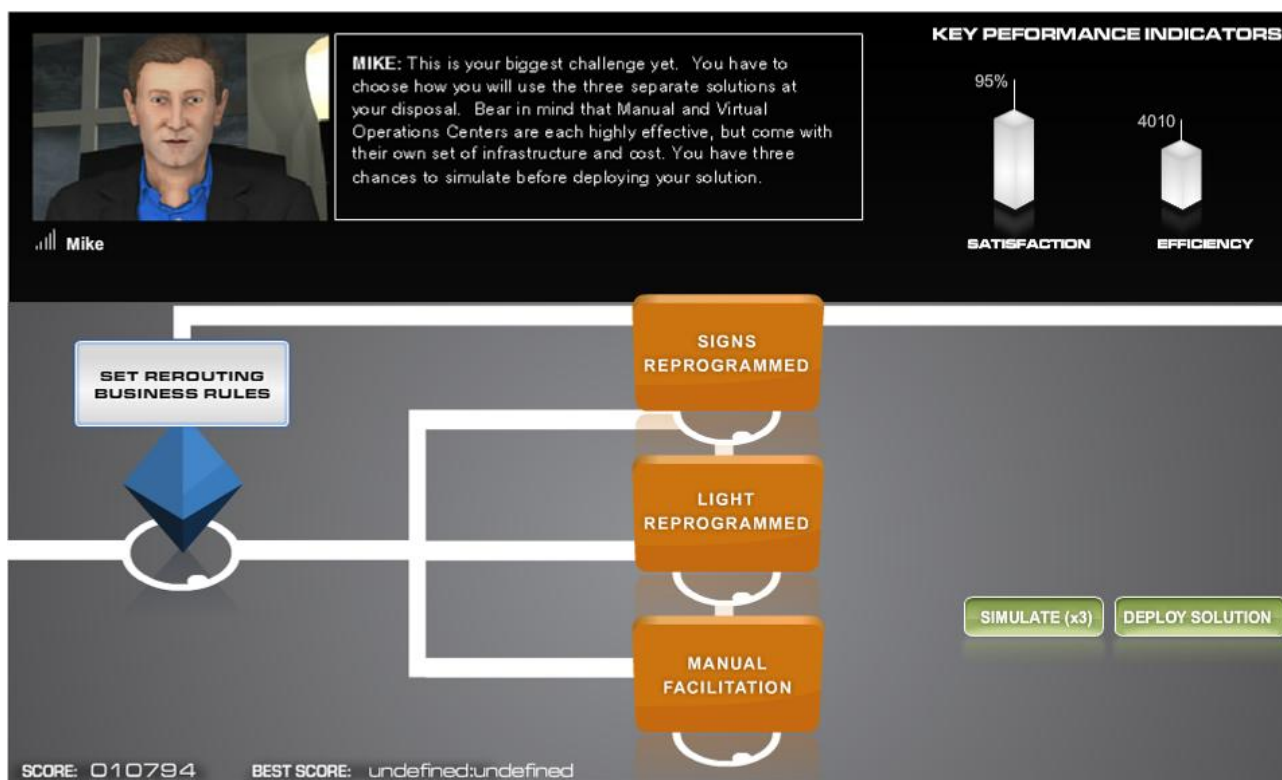 MIKE: This is your biggest challenge yet. You have to
choose how you will use the three separate solutions at
your disposal. Bear in mind that Manual and Virtual
Operations Centers are each highly effective, but come with
their own set of infrastructure and cost. You have three
chances to simulate before deploying your solution.
Mike
KEY PEFORMANCE INDICATORS
95%
4010
SATISFACTION
EFFICIENCY
SET REROUTING
BUSINESS RULES
SIGNS
REPROGRAMMED
LIGHT
REPROGRAMMED
MANUAL
FACILITATION
SIMULATE (x3)
DEPLOY SOLUTION
SCORE: 010794
BEST SCORE: undefined:undefined